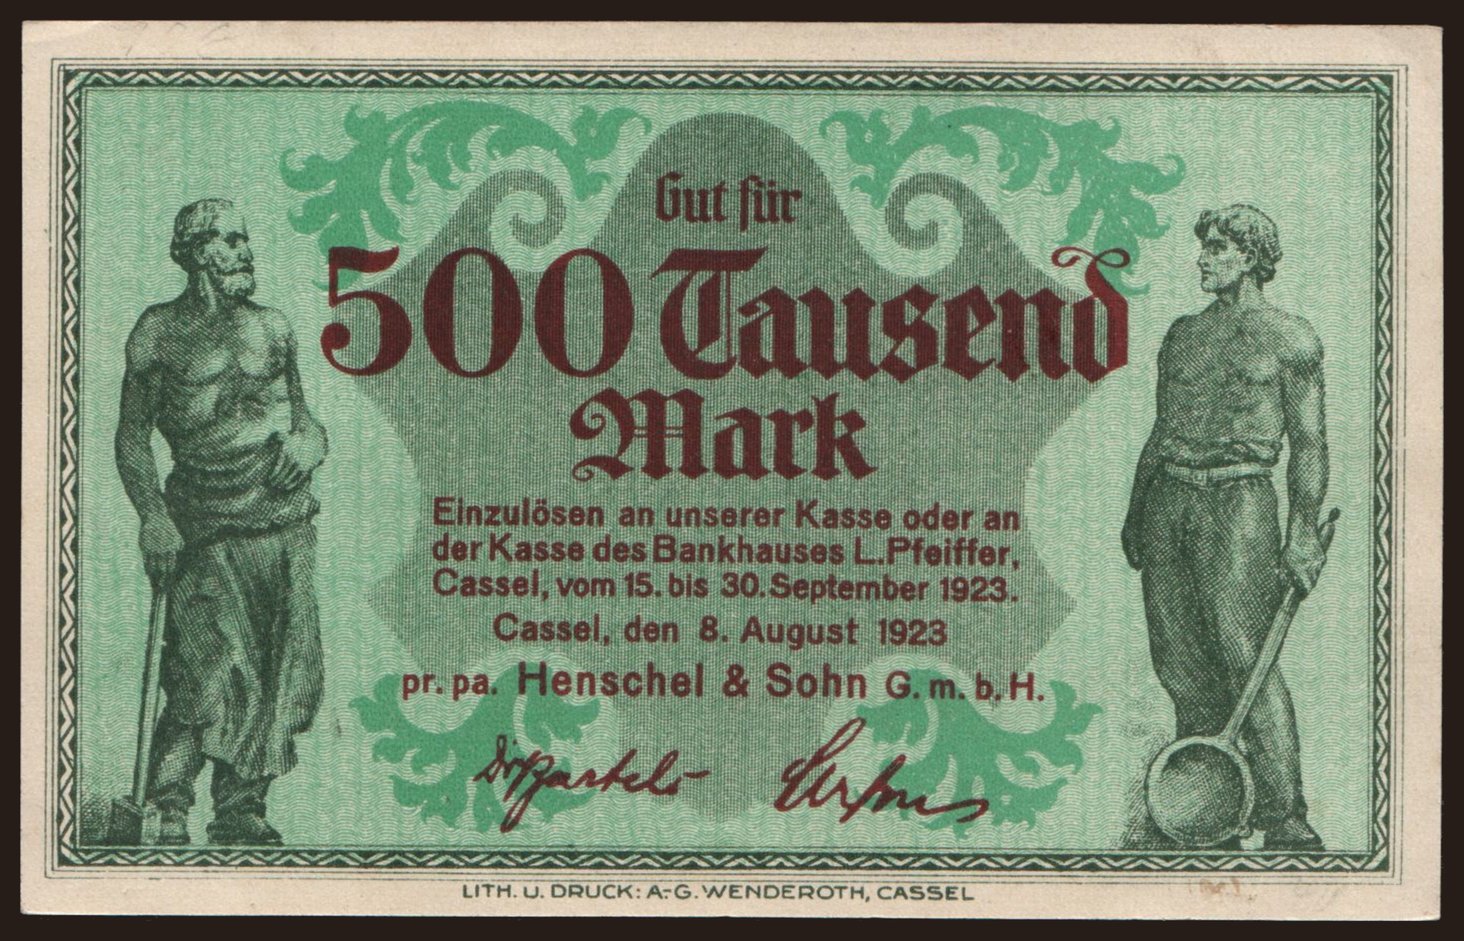 Gut für
500 Tausend
Mark
Einzulösen an unserer Kasse oder an
der Kasse des Bankhauses L. Pfeiffer,
Cassel, vom 15. bis 30. September 1923.
Cassel, den 8. August 1923
pr. pa. Henschel & Sohn G. m. b. H.
LITH. U. DRUCK: A.-G. WENDEROTH, CASSEL